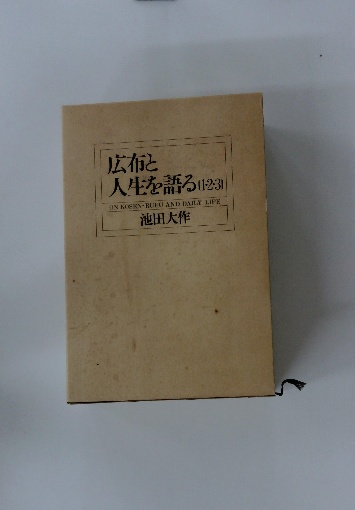 広布と
人生を語る(1・2・3)
ON KOSEN-RUFU AND DAILY LIFE
池田大作